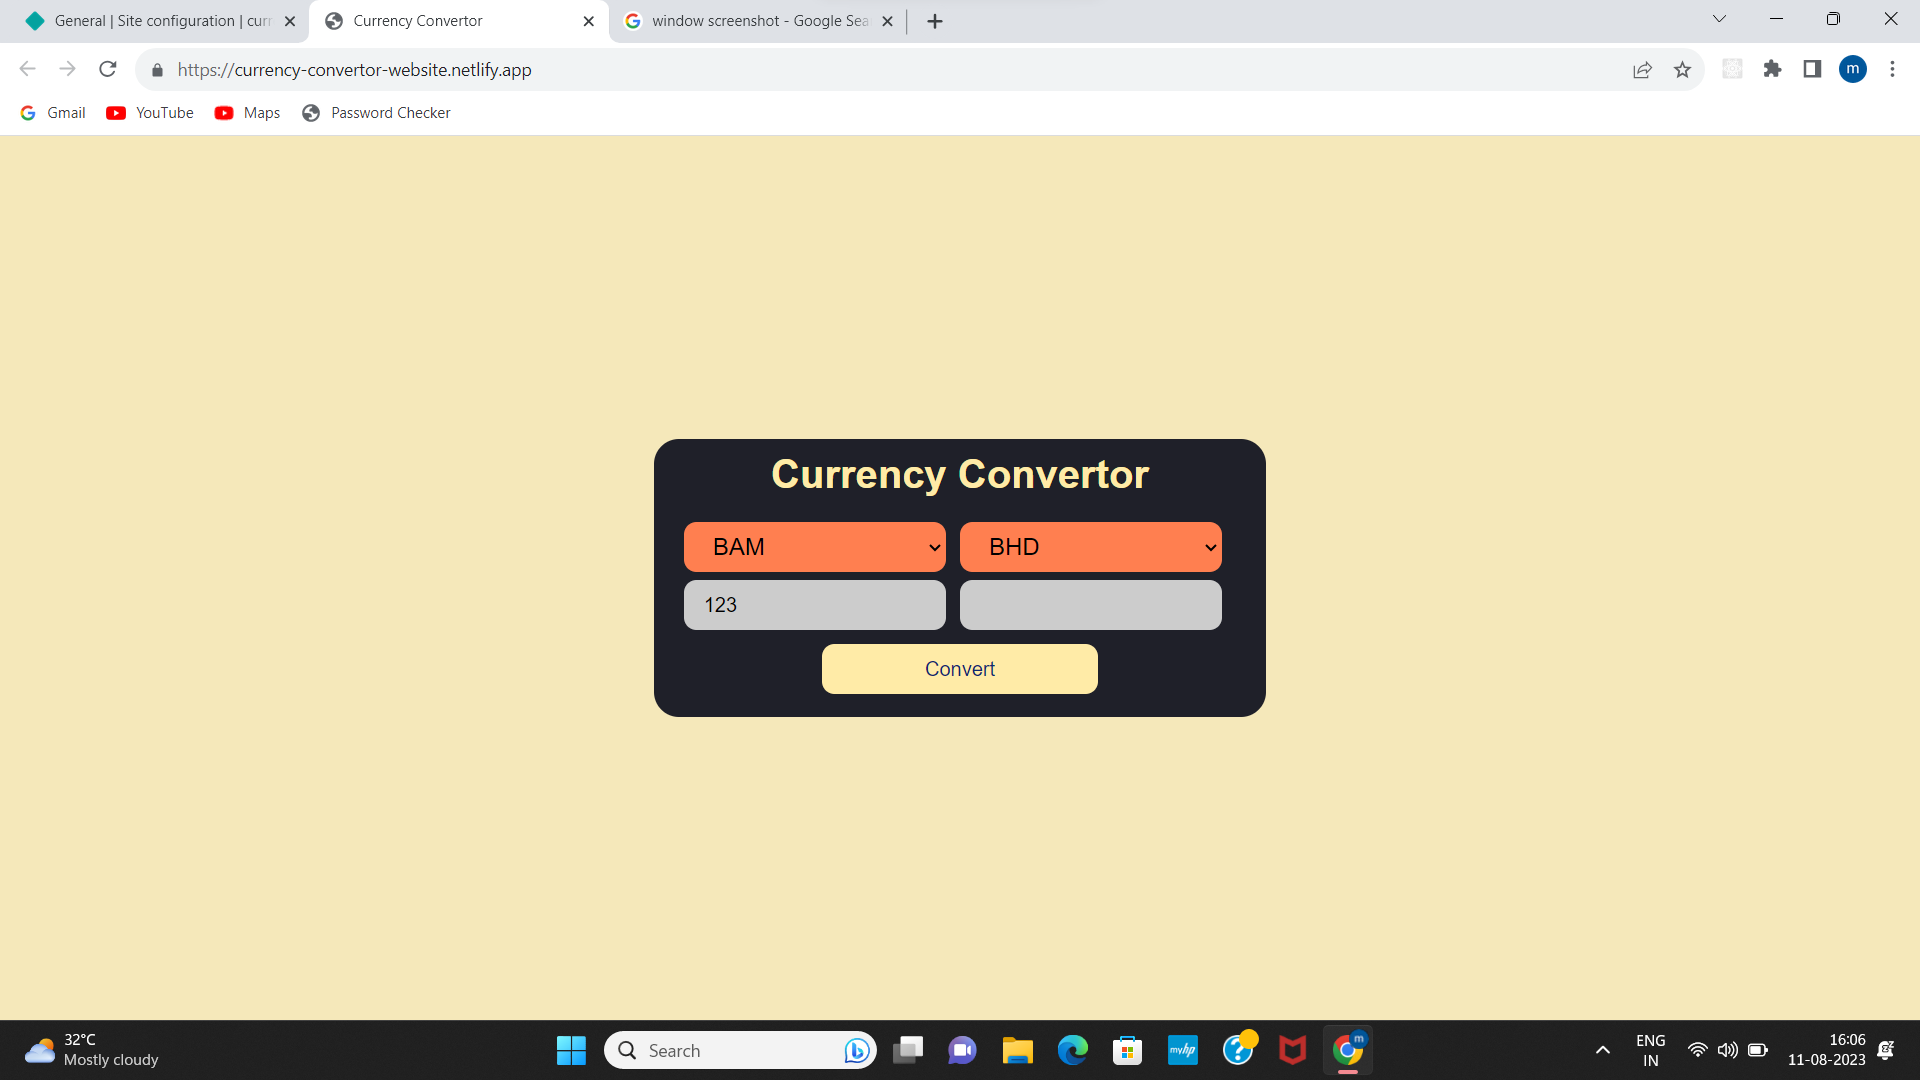 General | Site configuration | curr
Currency Convertor
window screenshot - Google Sea
https://currency-convertor-website.netlify.app
m
Gmail
YouTube
Maps
Password Checker
Currency Convertor
BAM
BHD
123
Convert
32°C
Mostly cloudy
Search
myhp
m
ENG
IN
16:06
11-08-2023